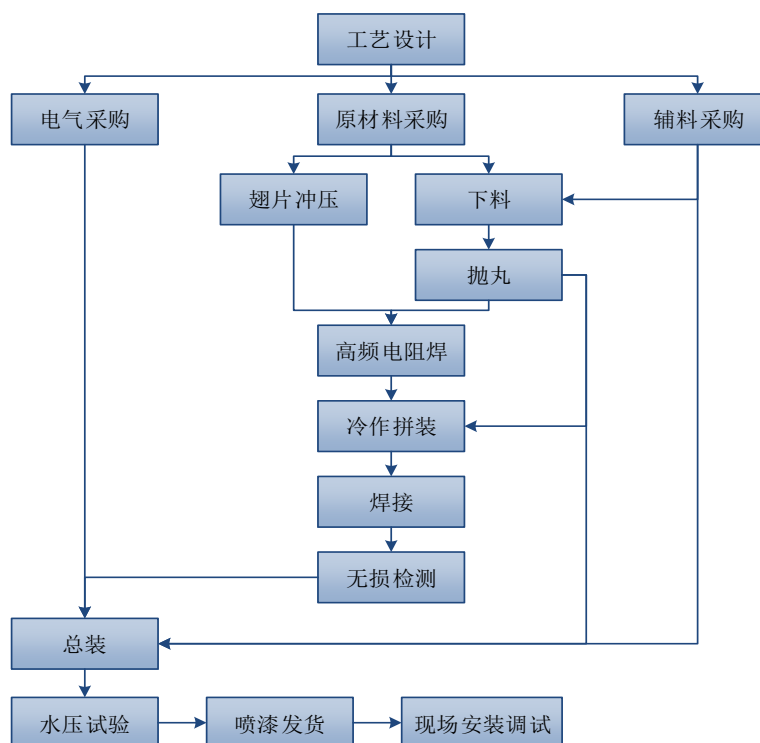 工艺设计
电气采购
原材料采购
辅料采购
翅片冲压
下料
抛丸
高频电阻焊
冷作拼装
焊接
无损检测
总装
水压试验
喷漆发货
现场安装调试